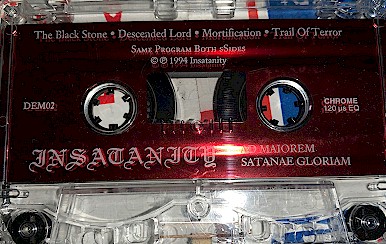 The Black Stone • Descended Lord • Mortification • Trail Of Terror
Same Program Both sSides
© ℗ 1994 Insatanity
DEM02
CHROME
120 µs EQ
INSATANITY
AD MAIOREM
SATANAE GLORIAM